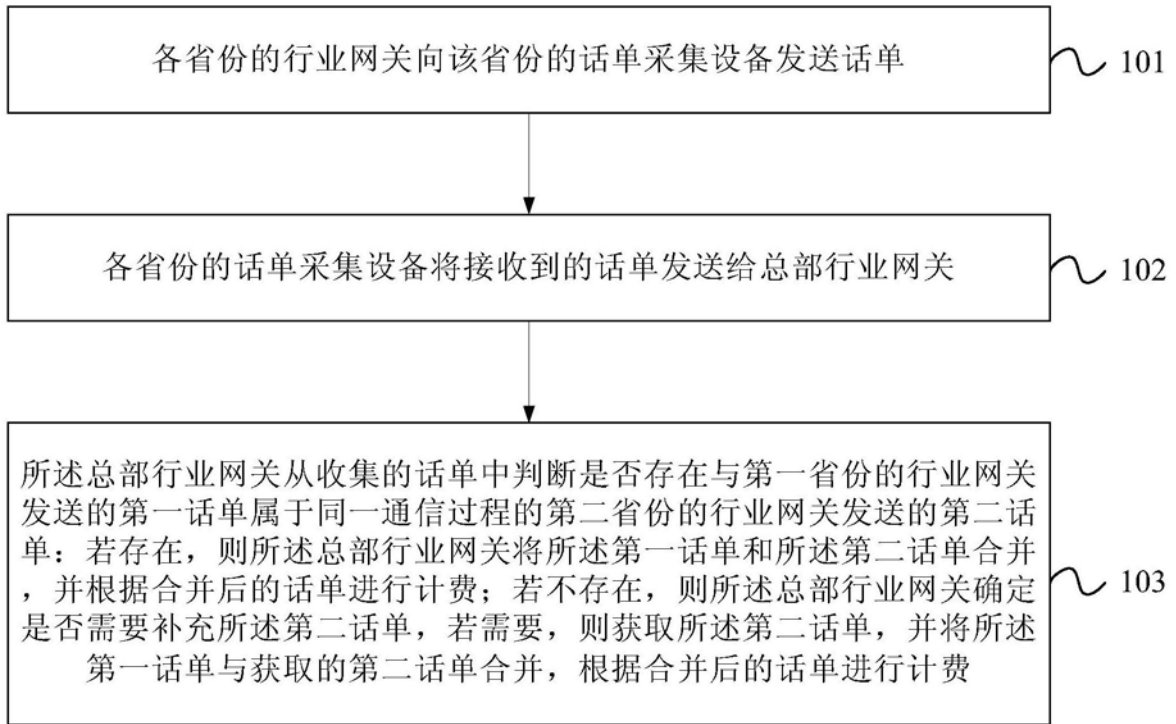 各省份的行业网关向该省份的话单采集设备发送话单
101
各省份的话单采集设备将接收到的话单发送给总部行业网关
102
所述总部行业网关从收集的话单中判断是否存在与第一省份的行业网关
发送的第一话单属于同一通信过程的第二省份的行业网关发送的第二话
单：若存在，则所述总部行业网关将所述第一话单和所述第二话单合并
，并根据合并后的话单进行计费；若不存在，则所述总部行业网关确定
是否需要补充所述第二话单，若需要，则获取所述第二话单，并将所述
第一话单与获取的第二话单合并，根据合并后的话单进行计费
103